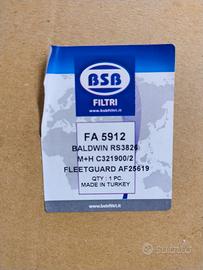 BSB
FILTRI
www.bsbfiltri.it
FA 5912
BALDWIN RS3826
M+H C321900/2
FLEETGUARD AF25619
QTY : 1 PC.
MADE IN TURKEY
www.bsbfiltri.it
subito